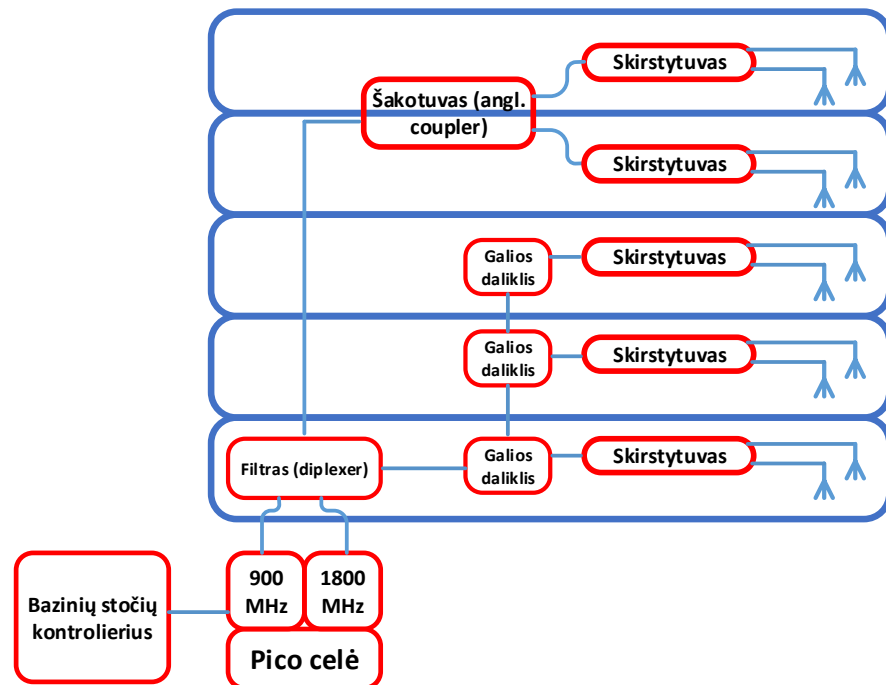 Skirstytuvas
Šakotuvas (angl.
coupler)
Skirstytuvas
Galios
daliklis
Skirstytuvas
Galios
daliklis
Skirstytuvas
Filtras (diplexer)
Galios
daliklis
Skirstytuvas
Bazinių stočių
kontrolierius
900
MHz
1800
MHz
Pico celė